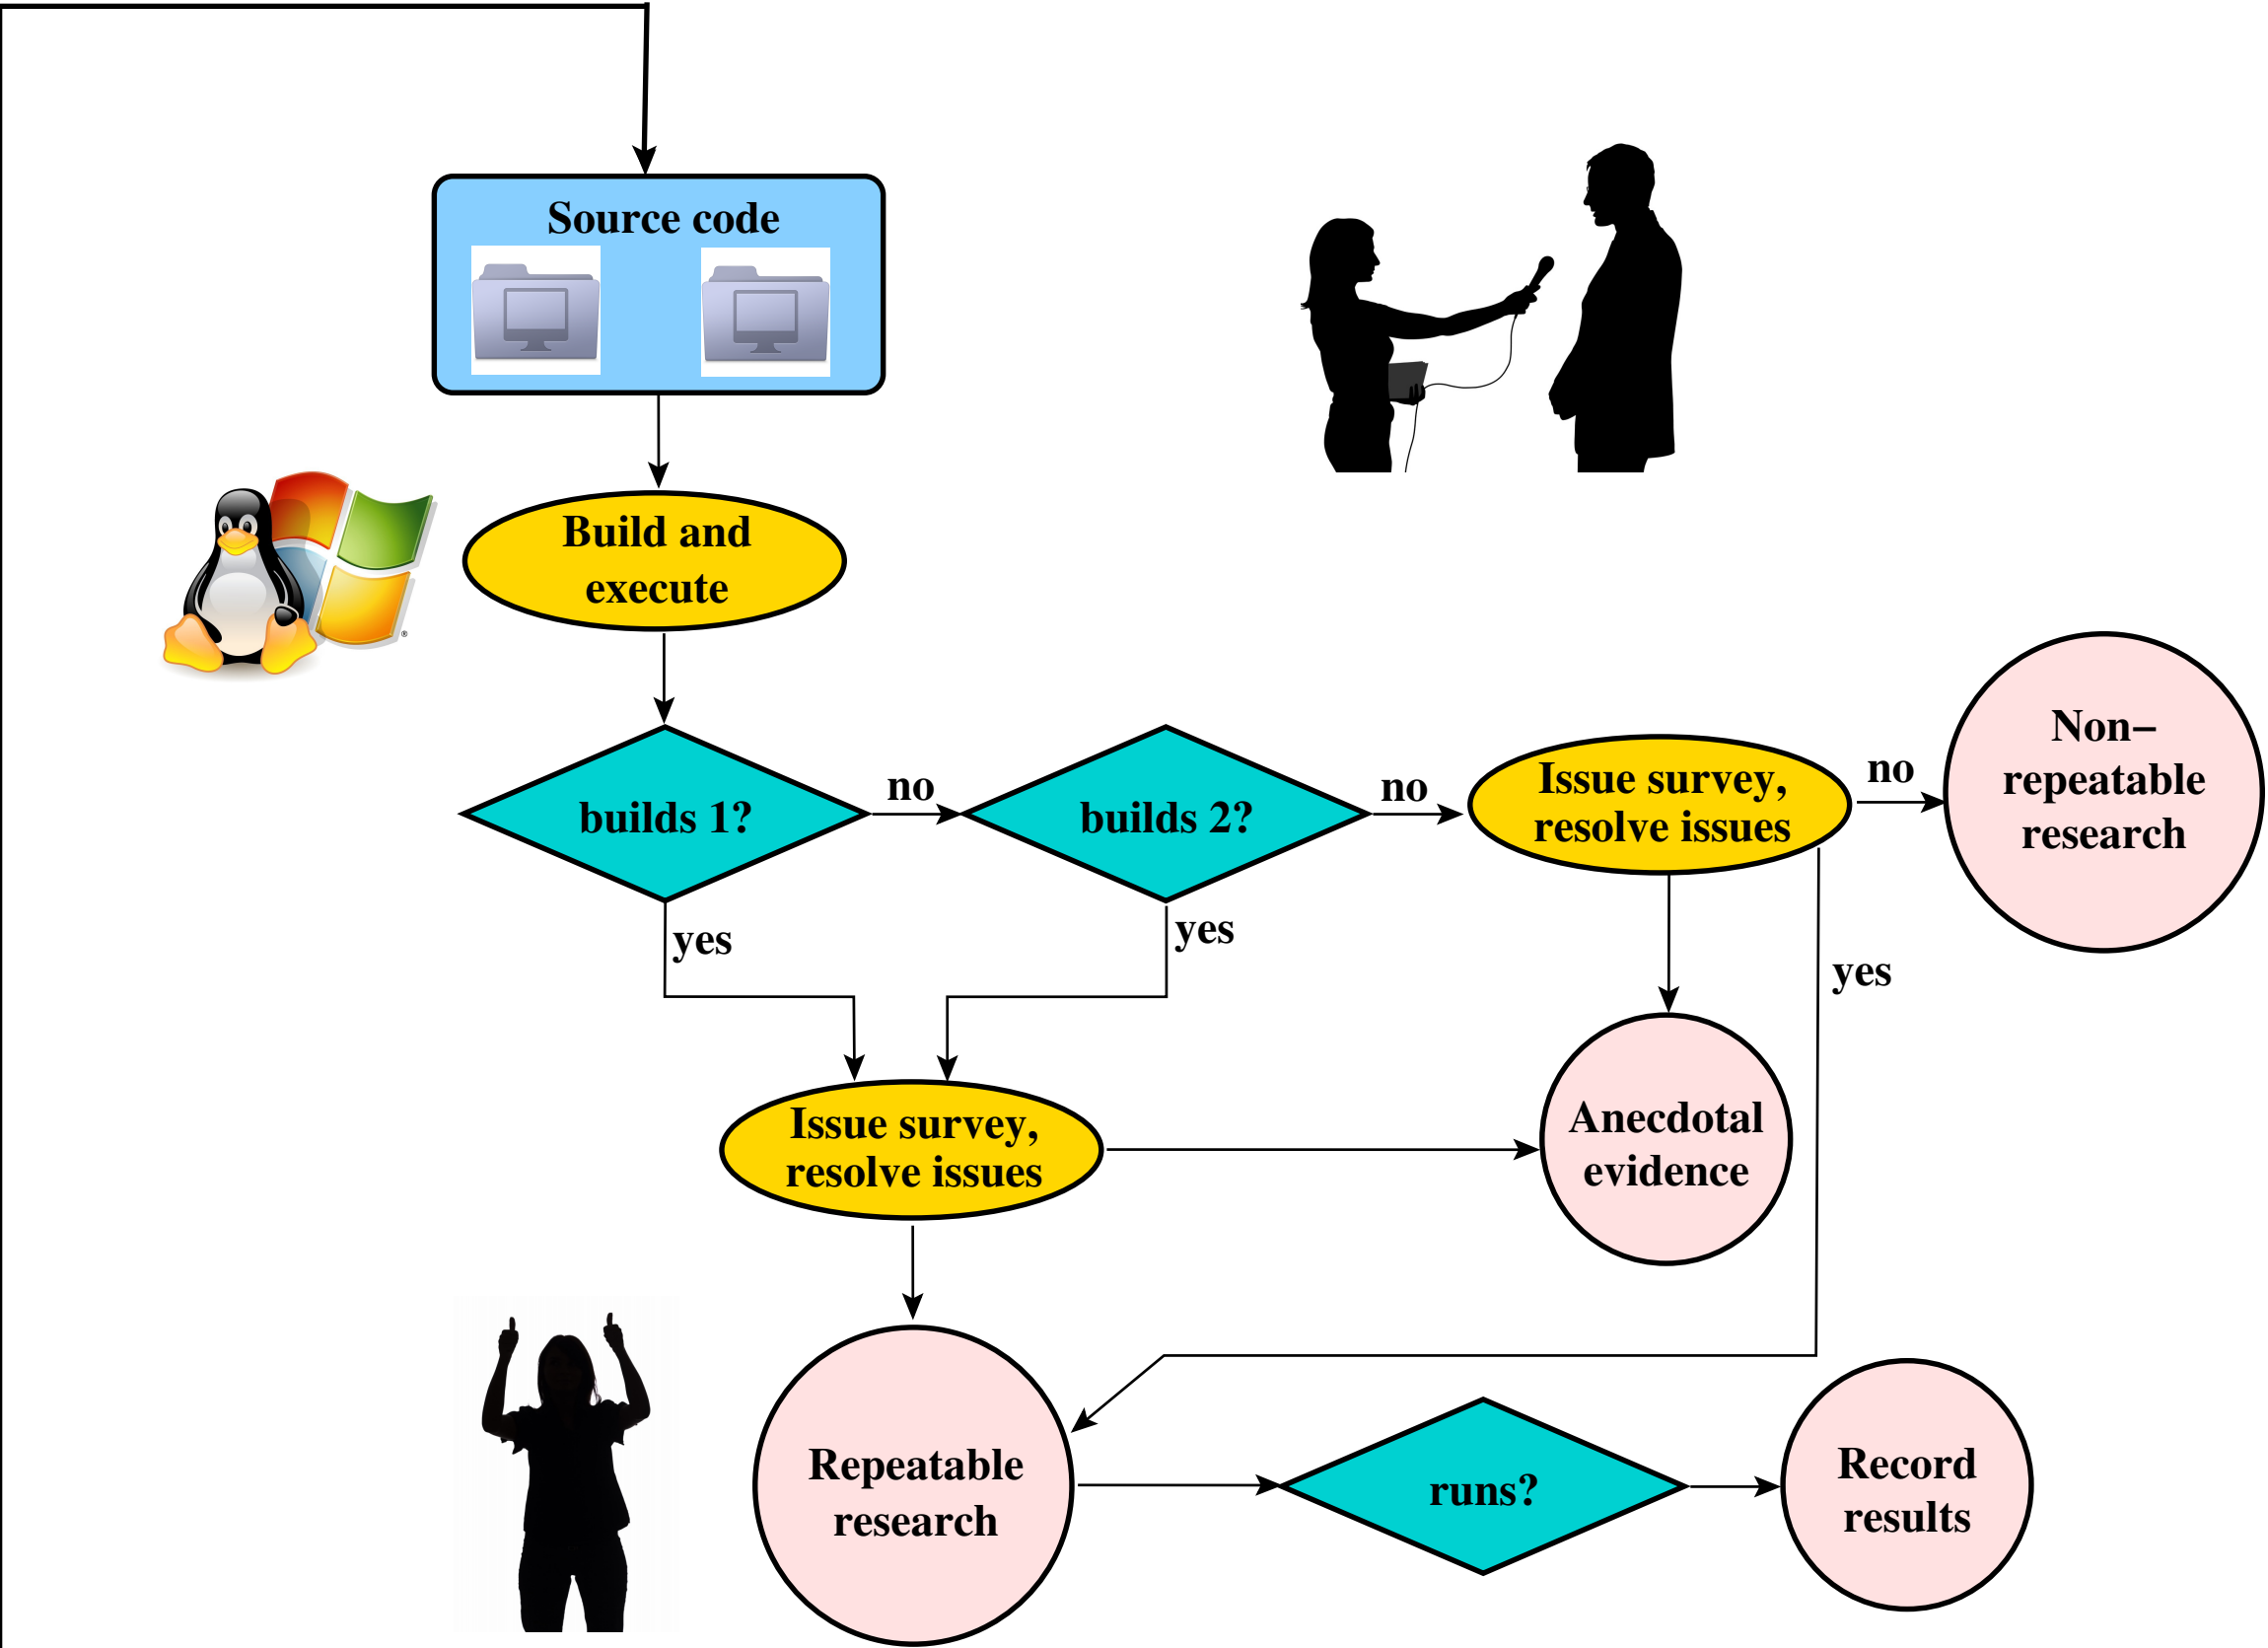 Source code
Build and
execute
builds 1?
no
builds 2?
no
Issue survey,
resolve issues
no
Non−
repeatable
research
yes
yes
yes
Issue survey,
resolve issues
Anecdotal
evidence
Repeatable
research
runs?
Record
results
®